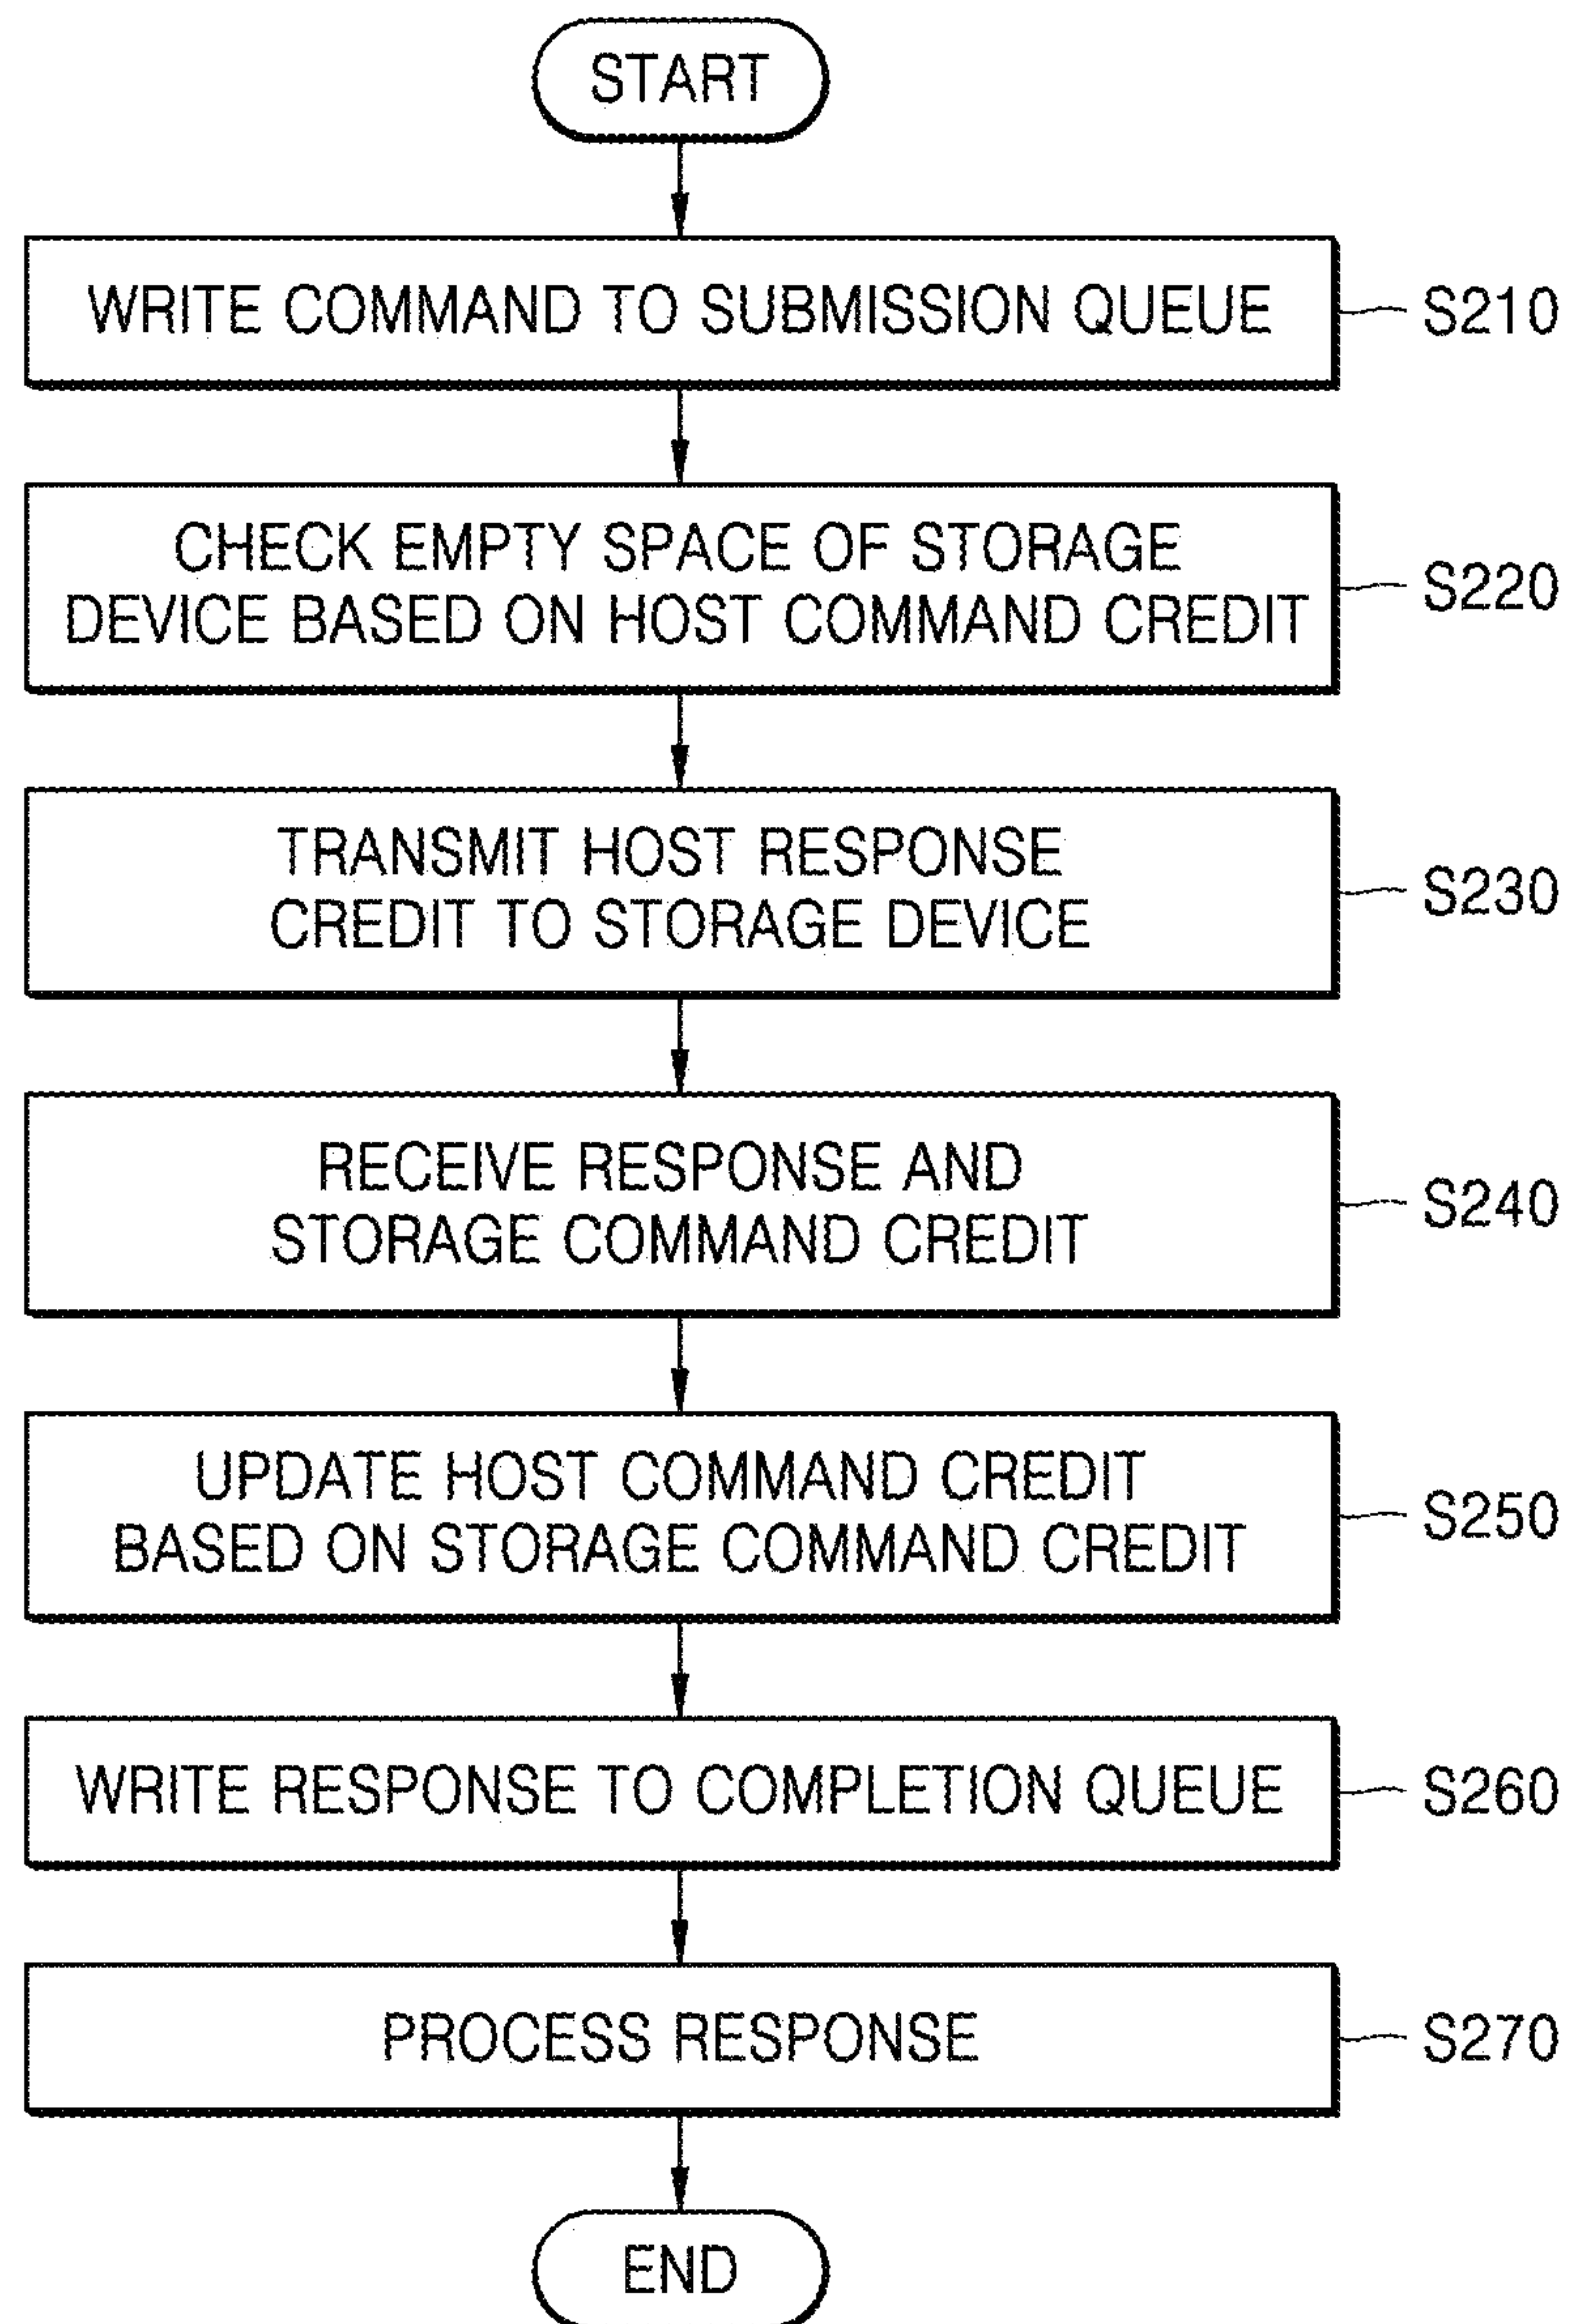 START
WRITE COMMAND TO SUBMISSION QUEUE
S210
CHECK EMPTY SPACE OF STORAGE
DEVICE BASED ON HOST COMMAND CREDIT
S220
TRANSMIT HOST RESPONSE
CREDIT TO STORAGE DEVICE
S230
RECEIVE RESPONSE AND
STORAGE COMMAND CREDIT
S240
UPDATE HOST COMMAND CREDIT
BASED ON STORAGE COMMAND CREDIT
S250
WRITE RESPONSE TO COMPLETION QUEUE
S260
PROCESS RESPONSE
S270
END